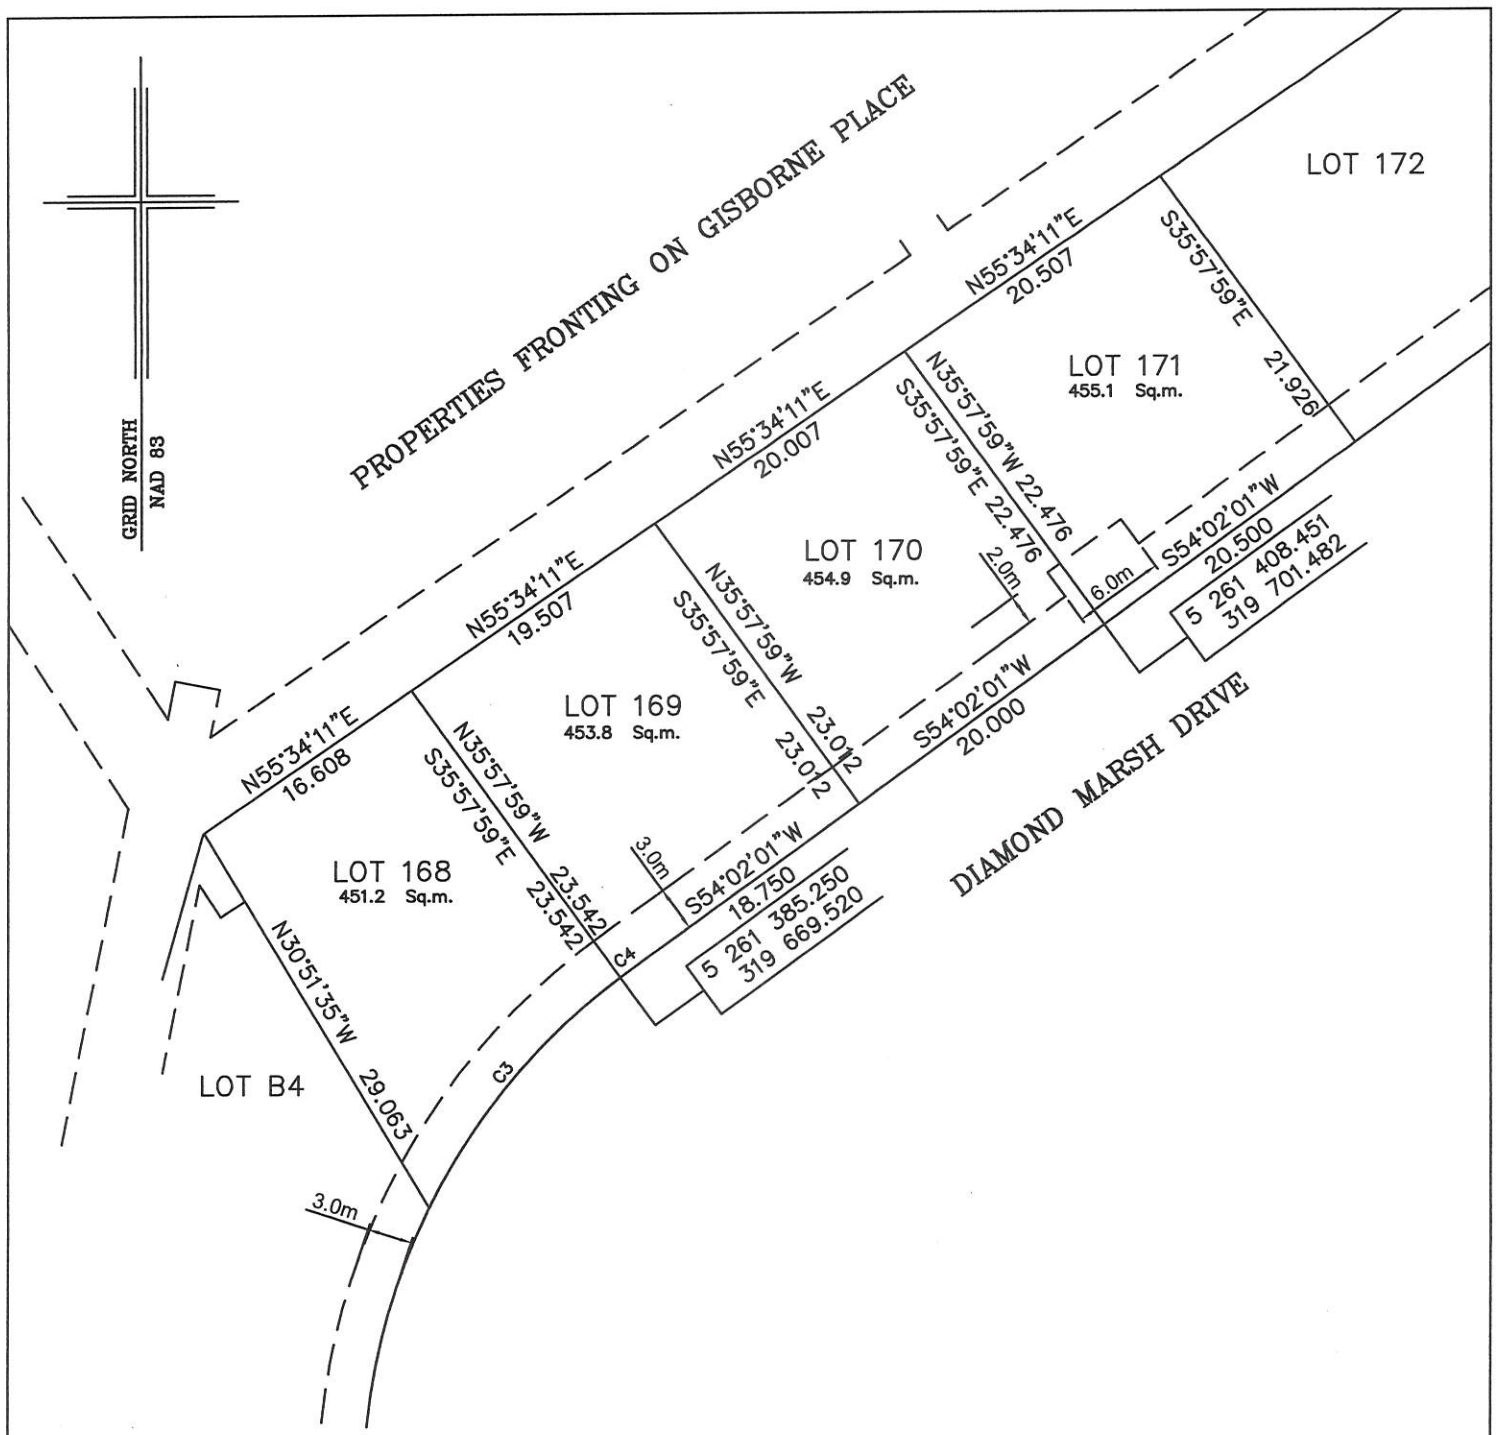 GRID NORTH
NAD 83
PROPERTIES FRONTING ON GISBORNE PLACE
LOT 172
N55°34'11"E
20.507
S35°57'59"E 21.926
LOT 171
455.1 Sq.m.
N35°57'59"W 22.476
S35°57'59"E 22.476
N55°34'11"E
20.007
LOT 170
454.9 Sq.m.
2.0m
6.0m
S54°02'01"W
20.500
5 261 408.451
319 701.482
N55°34'11"E
19.507
N35°57'59"W 23.012
S35°57'59"E 23.012
LOT 169
453.8 Sq.m.
S54°02'01"W
20.000
DIAMOND MARSH DRIVE
N55°34'11"E
16.608
N35°57'59"W 23.542
S35°57'59"E 23.542
3.0m
S54°02'01"W
18.750
5 261 385.250
319 669.520
LOT 168
451.2 Sq.m.
C4
C3
N30°51'35"W 29.063
LOT B4
3.0m